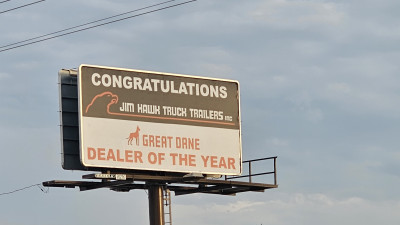 CONGRATULATIONS
JIM HAWK TRUCK TRAILERS INC
GREAT DANE
DEALER OF THE YEAR